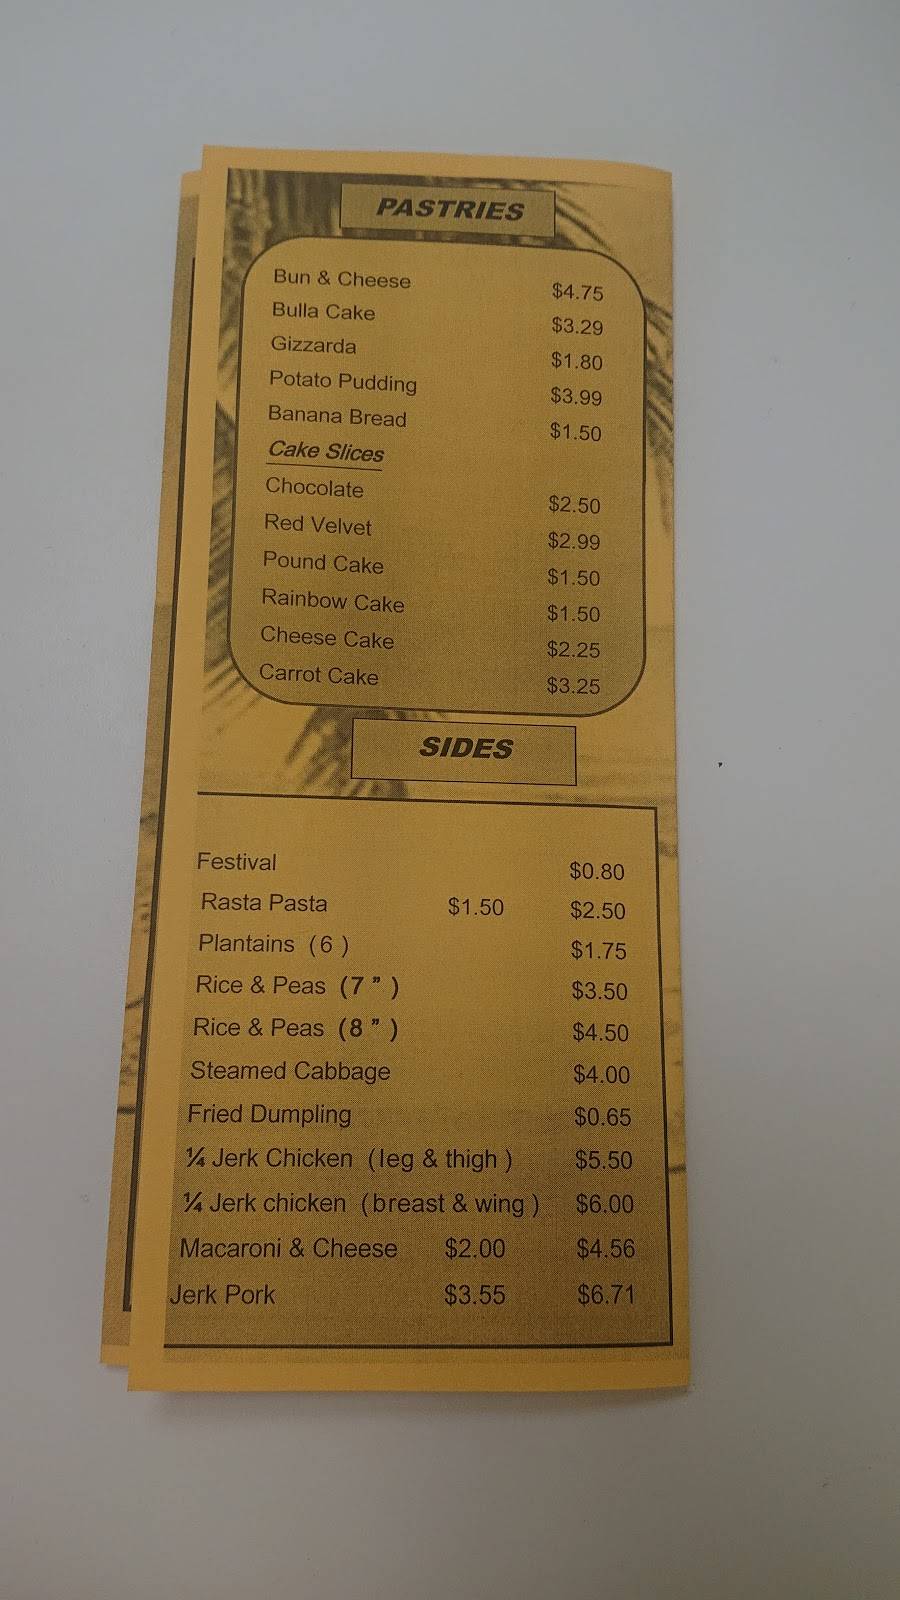 PASTRIES
Bun & Cheese $4.75
Bulla Cake $3.29
Gizzarda $1.80
Potato Pudding $3.99
Banana Bread $1.50
Cake Slices
Chocolate $2.50
Red Velvet $2.99
Pound Cake $1.50
Rainbow Cake $1.50
Cheese Cake $2.25
Carrot Cake $3.25
SIDES
Festival $0.80
Rasta Pasta $1.50 $2.50
Plantains (6) $1.75
Rice & Peas (7") $3.50
Rice & Peas (8") $4.50
Steamed Cabbage $4.00
Fried Dumpling $0.65
¼ Jerk Chicken (leg & thigh) $5.50
¼ Jerk chicken (breast & wing) $6.00
Macaroni & Cheese $2.00 $4.56
Jerk Pork $3.55 $6.71